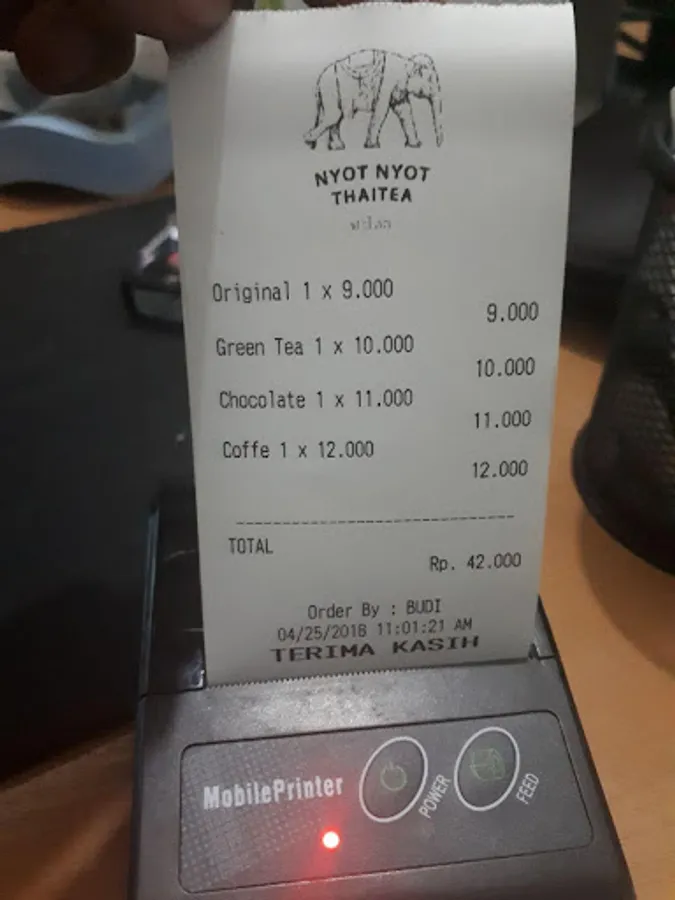 NYOT NYOT
THAITEA
Original 1 x 9.000
9.000
Green Tea 1 x 10.000
10.000
Chocolate 1 x 11.000
11.000
Coffe 1 x 12.000
12.000
TOTAL
Rp. 42.000
Order By : BUDI
04/25/2018 11:01:21 AM
TERIMA KASIH
MobilePrinter
POWER
FEED